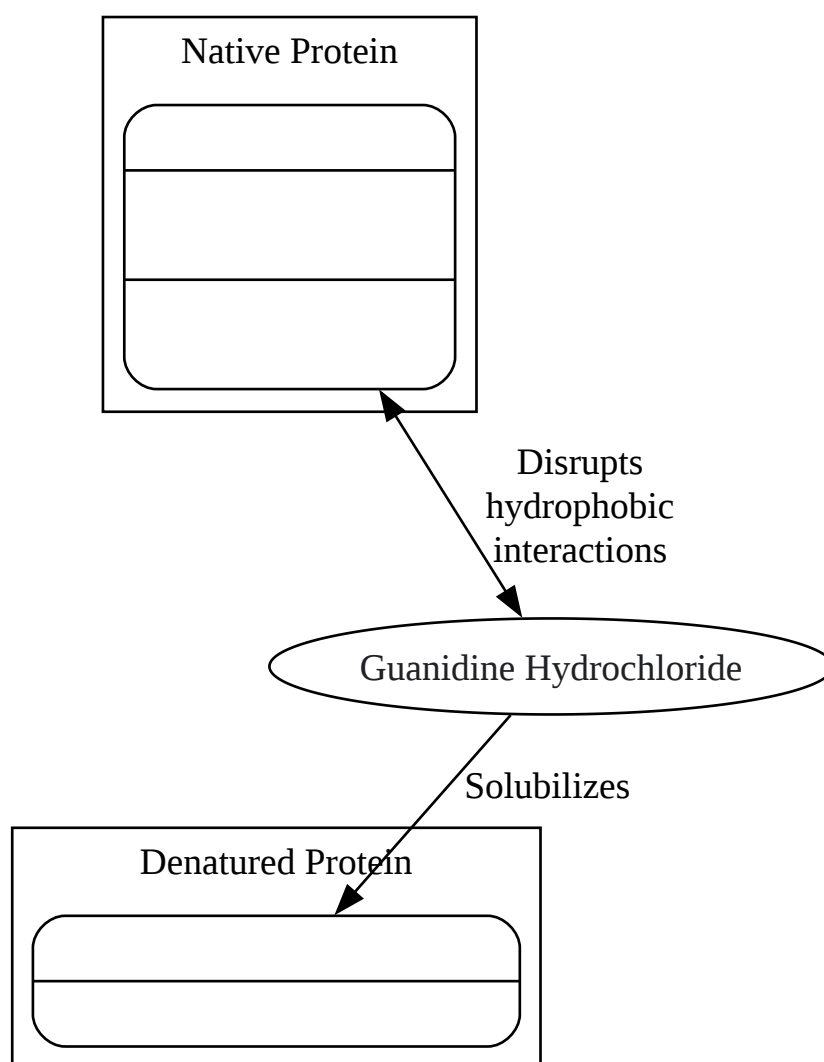 Native Protein
Disrupts
hydrophobic
interactions
Guanidine Hydrochloride
Solubilizes
Denatured Protein